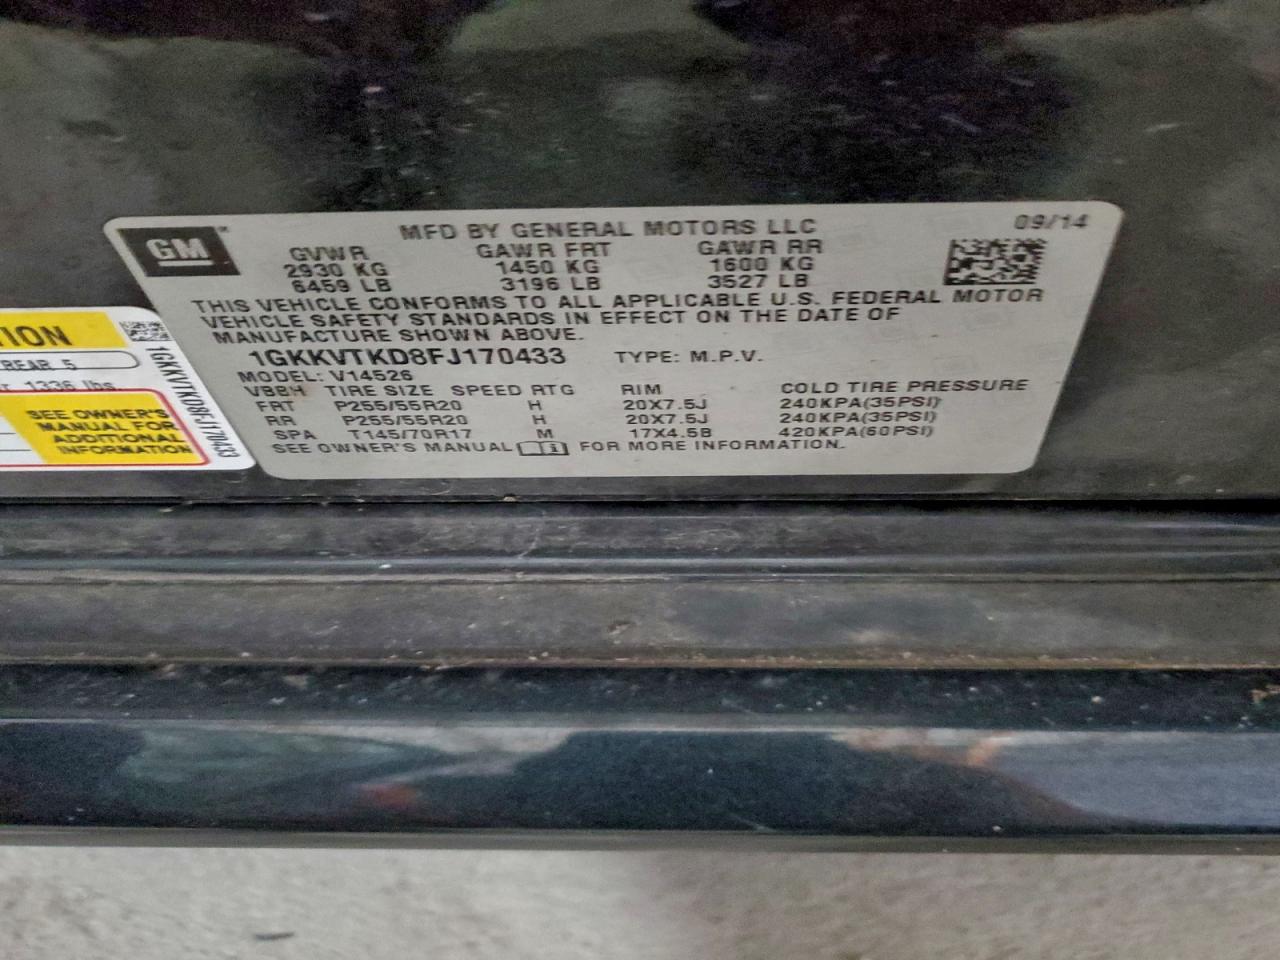 GM
MFD BY GENERAL MOTORS LLC
09/14
GVWR GAWR FRT GAWR RR
2930 KG 1450 KG 1600 KG
6459 LB 3196 LB 3527 LB
THIS VEHICLE CONFORMS TO ALL APPLICABLE U.S. FEDERAL MOTOR
VEHICLE SAFETY STANDARDS IN EFFECT ON THE DATE OF
MANUFACTURE SHOWN ABOVE.
1GKKVTKD8FJ170433 TYPE: M.P.V.
MODEL: V14526
VBBH TIRE SIZE SPEED RTG RIM COLD TIRE PRESSURE
FRT P255/55R20 H 20X7.5J 240KPA(35PSI)
RR P255/55R20 H 20X7.5J 240KPA(35PSI)
SPA T145/70R17 M 17X4.5B 420KPA(60PSI)
SEE OWNER'S MANUAL i FOR MORE INFORMATION.
TION
REAR 5
r 1336 lbs.
SEE OWNER'S
MANUAL FOR
ADDITIONAL
INFORMATION
1GKKVTKD8FJ170433